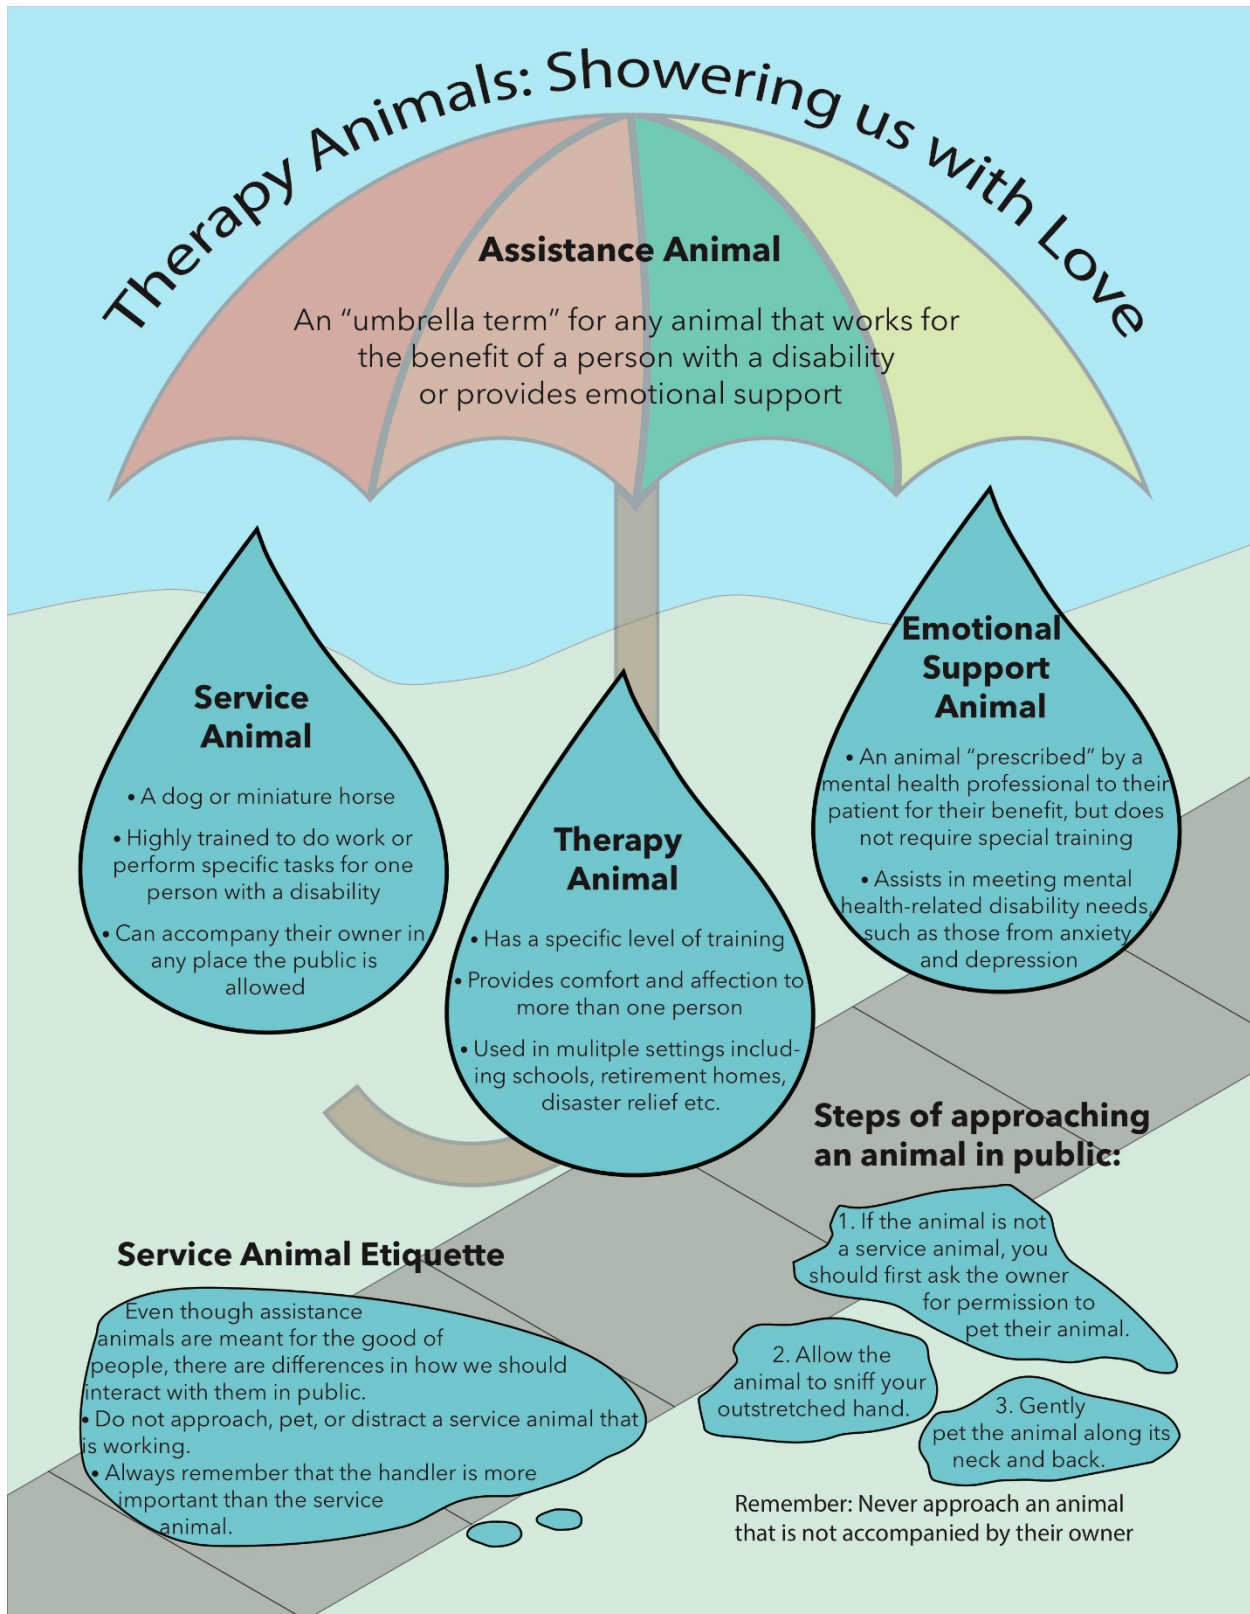 Therapy Animals: Showering us with Love
Assistance Animal
An “umbrella term” for any animal that works for
the benefit of a person with a disability
or provides emotional support
Service
Animal
• A dog or miniature horse
• Highly trained to do work or
perform specific tasks for one
person with a disability
• Can accompany their owner in
any place the public is
allowed
Therapy
Animal
• Has a specific level of training
• Provides comfort and affection to
more than one person
• Used in mulitple settings includ-
ing schools, retirement homes,
disaster relief etc.
Emotional
Support
Animal
• An animal “prescribed” by a
mental health professional to their
patient for their benefit, but does
not require special training
• Assists in meeting mental
health-related disability needs,
such as those from anxiety
and depression
Service Animal Etiquette
Even though assistance
animals are meant for the good of
people, there are differences in how we should
interact with them in public.
• Do not approach, pet, or distract a service animal that
is working.
• Always remember that the handler is more
important than the service
animal.
Steps of approaching
an animal in public:
1. If the animal is not
a service animal, you
should first ask the owner
for permission to
pet their animal.
2. Allow the
animal to sniff your
outstretched hand.
3. Gently
pet the animal along its
neck and back.
Remember: Never approach an animal
that is not accompanied by their owner